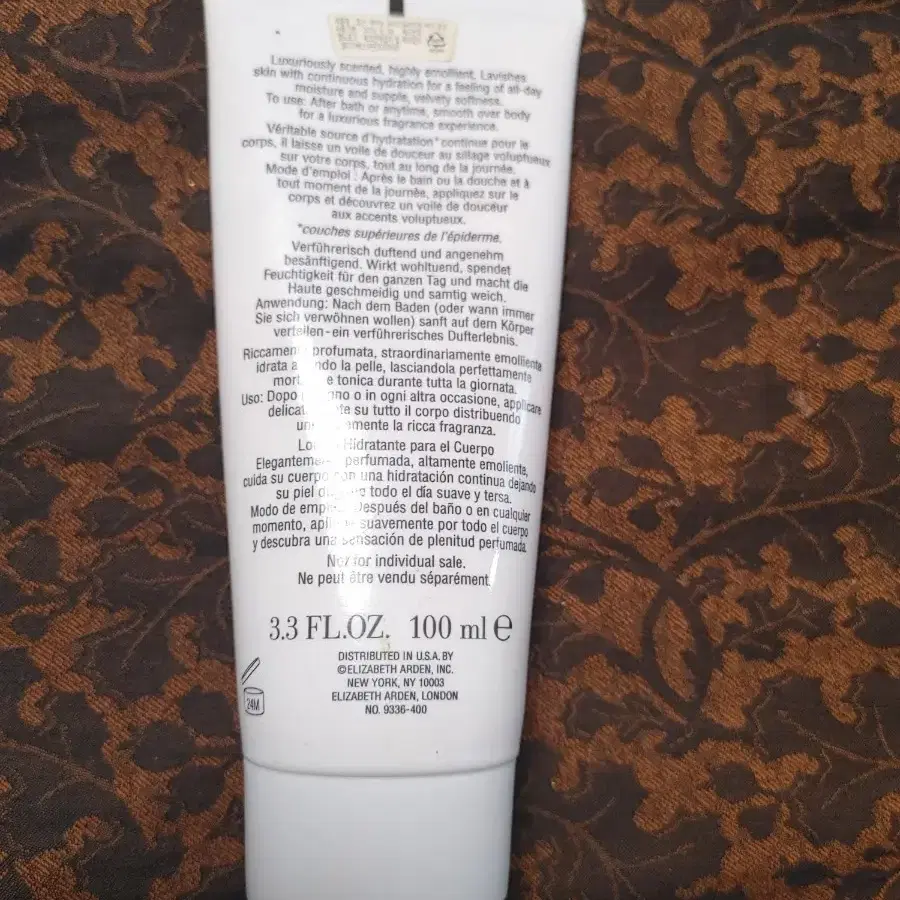 Luxuriously scented, highly emollient. Lavishes
skin with continuous hydration for a feeling of all-day
moisture and supple, velvety softness.
To use: After bath or anytime, smooth over body
for a luxurious fragrance experience.
Véritable source d'hydratation* continue pour le
corps, il laisse un voile de douceur au sillage voluptueux
sur votre corps, tout au long de la journée.
Mode d'emploi : Après le bain ou la douche et à
tout moment de la journée, appliquez sur le
corps et découvrez un voile de douceur
aux accents voluptueux.
*couches supérieures de l'épiderme.
Verführerisch duftend und angenehm
besänftigend. Wirkt wohltuend, spendet
Feuchtigkeit für den ganzen Tag und macht die
Haute geschmeidig und samtig weich.
Anwendung: Nach dem Baden (oder wann immer
Sie sich verwöhnen wollen) sanft auf dem Körper
verteilen-ein verführerisches Dufterlebnis.
profumata, straordinariamente emolliente
idrata la pelle, lasciandola perfettamente
e tonica durante tutta la giornata.
Uso: Dopo o in ogni altra occasione, applicare
su tutto il corpo distribuendo
la ricca fragranza.
Hidratante para el Cuerpo
perfumada, altamente emoliente,
cuida su cuerpo con una hidratación continua dejando
su piel todo el día suave y tersa.
Modo de Después del baño o en cualquier
momento, suavemente por todo el cuerpo
y descubra una sensación de plenitud perfumada.
Not for individual sale.
Ne peut être vendu séparément.
3.3 FL.OZ. 100 ml ℮
DISTRIBUTED IN U.S.A. BY
©ELIZABETH ARDEN, INC.
NEW YORK, NY 10003
ELIZABETH ARDEN, LONDON
NO. 9336-400
24M